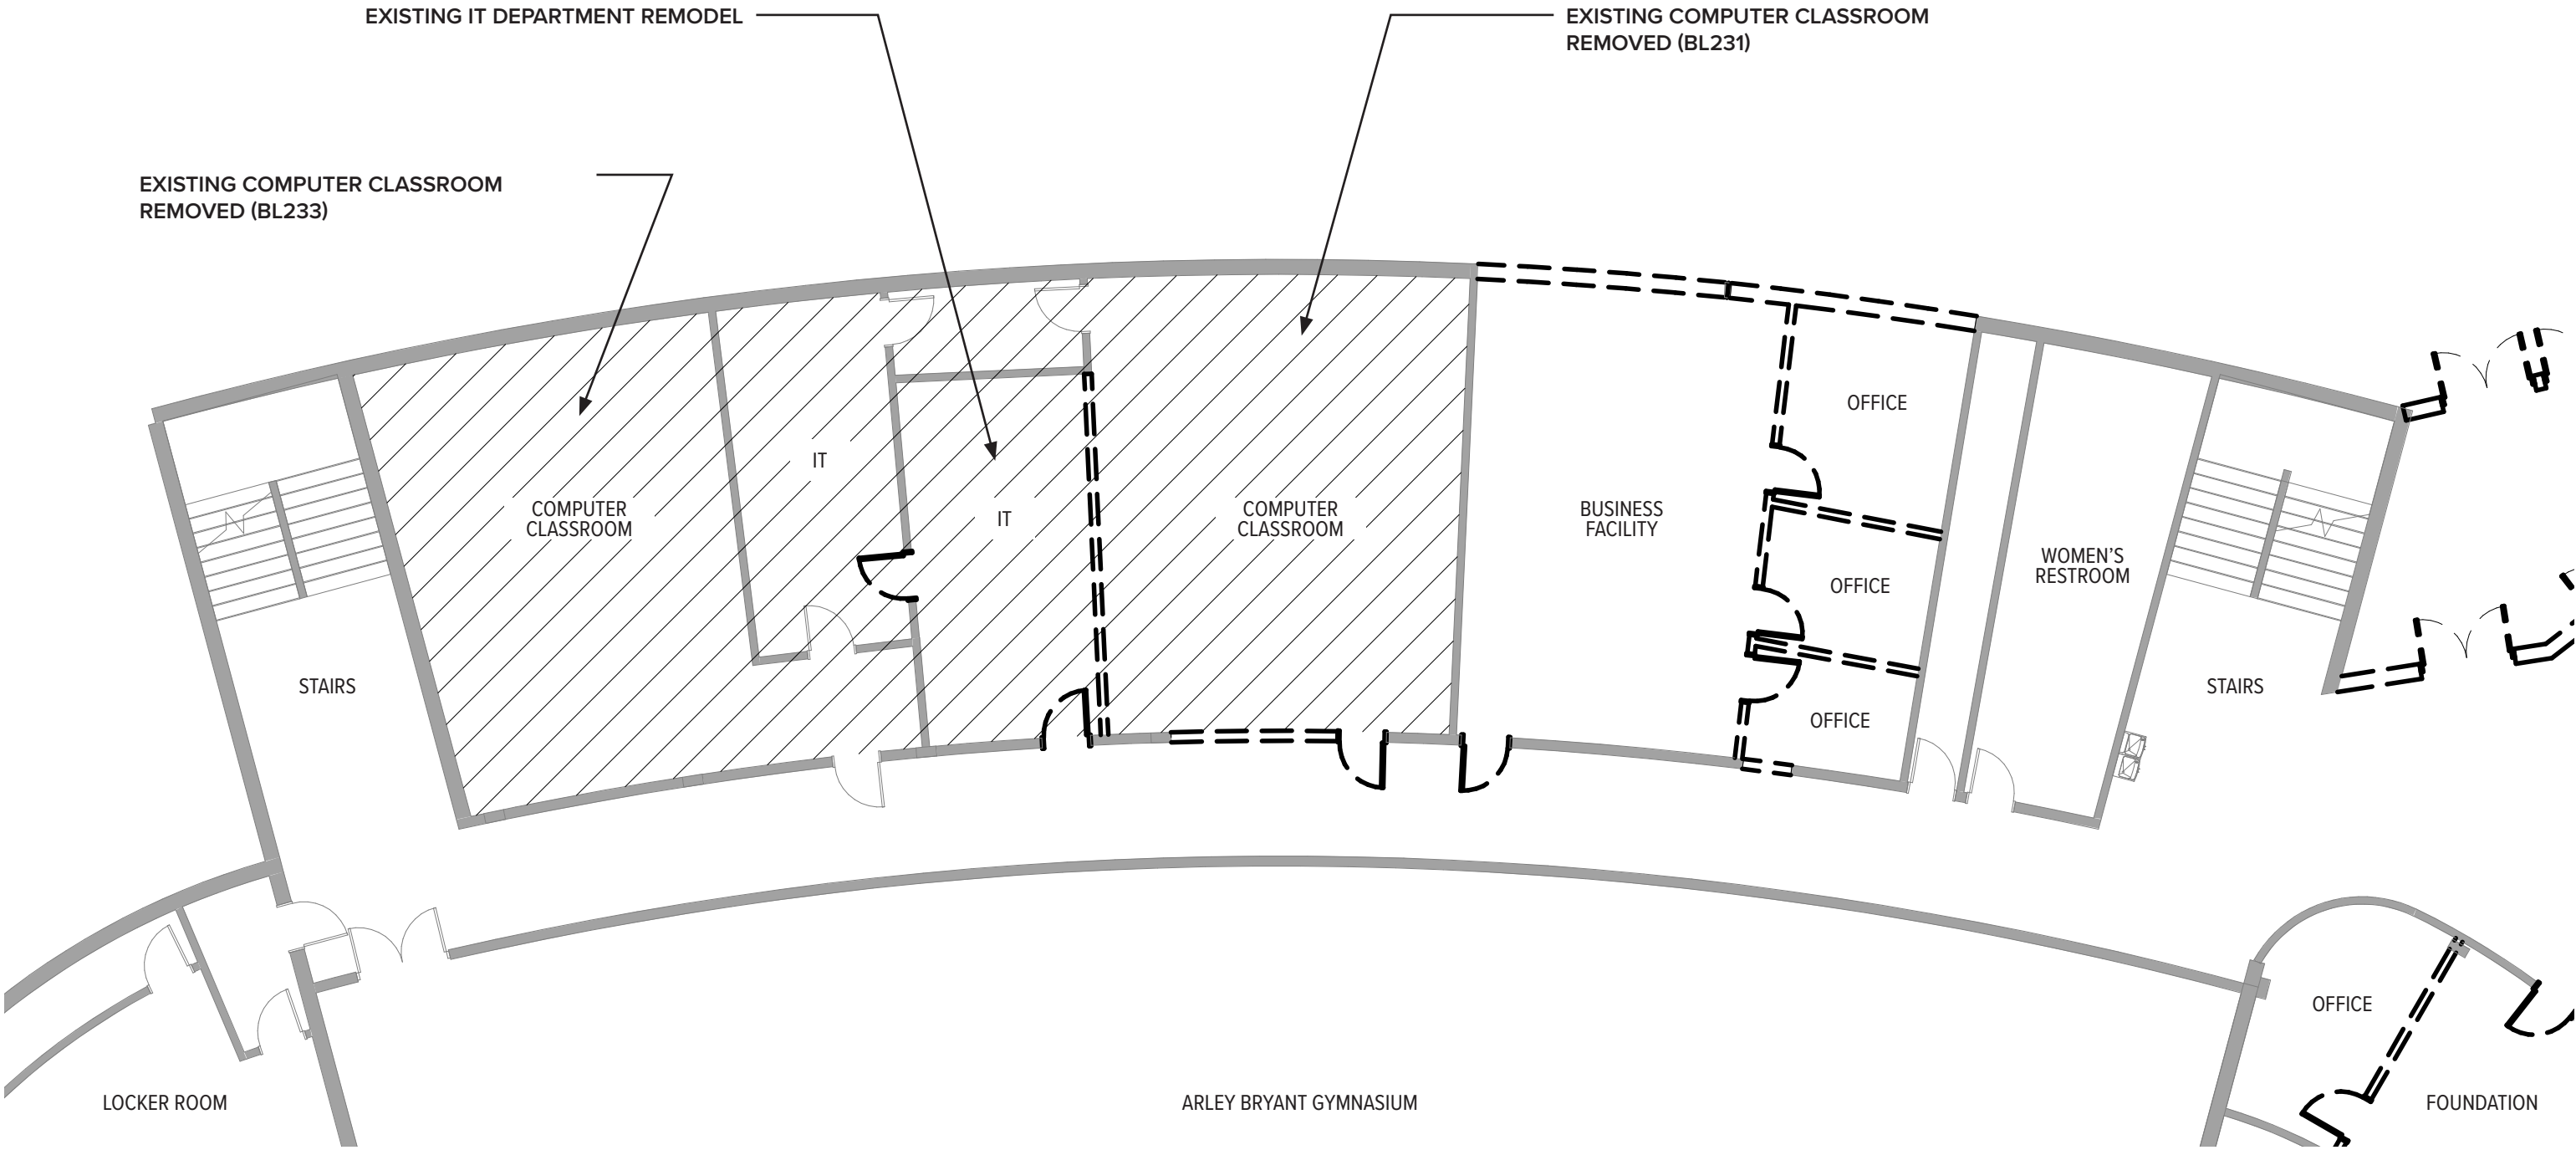 EXISTING IT DEPARTMENT REMODEL
EXISTING COMPUTER CLASSROOM
REMOVED (BL231)
EXISTING COMPUTER CLASSROOM
REMOVED (BL233)
OFFICE
IT
COMPUTER
CLASSROOM
IT
COMPUTER
CLASSROOM
BUSINESS
FACILITY
WOMEN'S
RESTROOM
OFFICE
STAIRS
STAIRS
OFFICE
OFFICE
LOCKER ROOM
ARLEY BRYANT GYMNASIUM
FOUNDATION